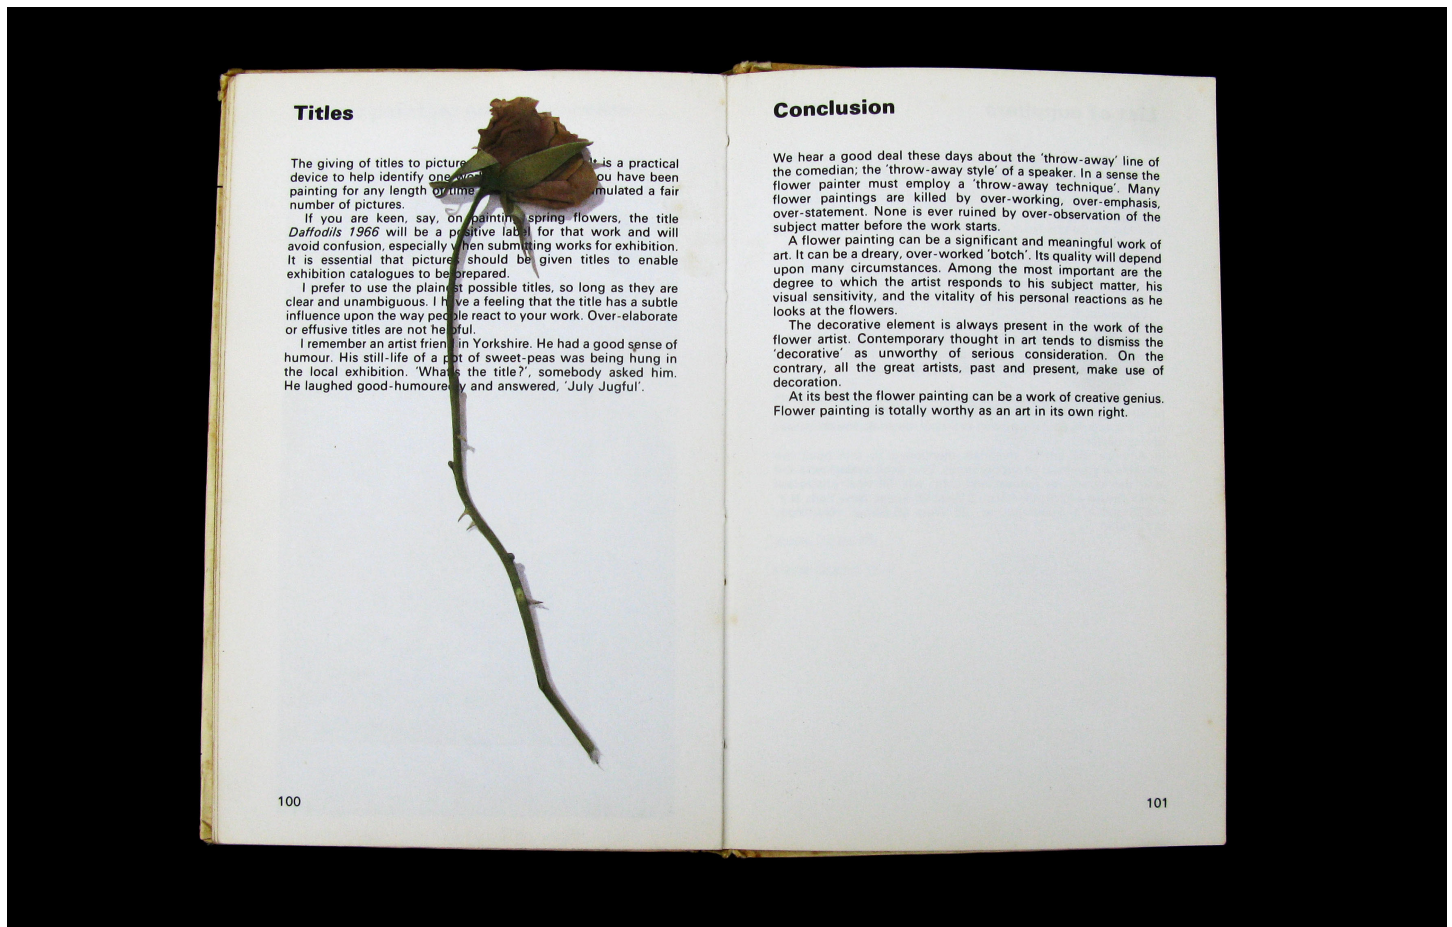 Titles
The giving of titles to picture is a practical
device to help identify one ou have been
painting for any length of time mulated a fair
number of pictures.
If you are keen, say, on painting spring flowers, the title
Daffodils 1966 will be a positive label for that work and will
avoid confusion, especially when submitting works for exhibition.
It is essential that pictures should be given titles to enable
exhibition catalogues to be prepared.
I prefer to use the plainest possible titles, so long as they are
clear and unambiguous. I have a feeling that the title has a subtle
influence upon the way people react to your work. Over-elaborate
or effusive titles are not helpful.
I remember an artist friend in Yorkshire. He had a good sense of
humour. His still-life of a pot of sweet-peas was being hung in
the local exhibition. ‘What's the title?’, somebody asked him.
He laughed good-humouredly and answered, ‘July Jugful’.
100
Conclusion
We hear a good deal these days about the ‘throw-away’ line of
the comedian; the ‘throw-away style’ of a speaker. In a sense the
flower painter must employ a ‘throw-away technique’. Many
flower paintings are killed by over-working, over-emphasis,
over-statement. None is ever ruined by over-observation of the
subject matter before the work starts.
A flower painting can be a significant and meaningful work of
art. It can be a dreary, over-worked ‘botch’. Its quality will depend
upon many circumstances. Among the most important are the
degree to which the artist responds to his subject matter, his
visual sensitivity, and the vitality of his personal reactions as he
looks at the flowers.
The decorative element is always present in the work of the
flower artist. Contemporary thought in art tends to dismiss the
‘decorative’ as unworthy of serious consideration. On the
contrary, all the great artists, past and present, make use of
decoration.
At its best the flower painting can be a work of creative genius.
Flower painting is totally worthy as an art in its own right.
101